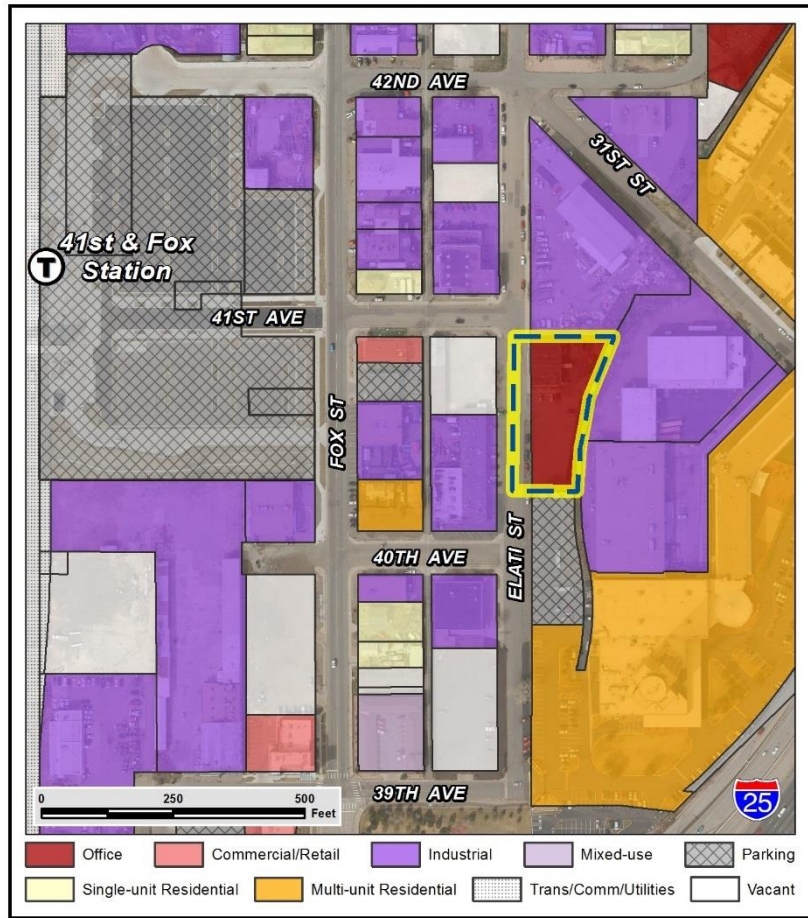 42ND AVE
31ST ST
41st & Fox
Station
T
41ST AVE
FOX ST
ELATI ST
40TH AVE
39TH AVE
0 250 500
Feet
25
Office
Commercial/Retail
Industrial
Mixed-use
Parking
Single-unit Residential
Multi-unit Residential
Trans/Comm/Utilities
Vacant